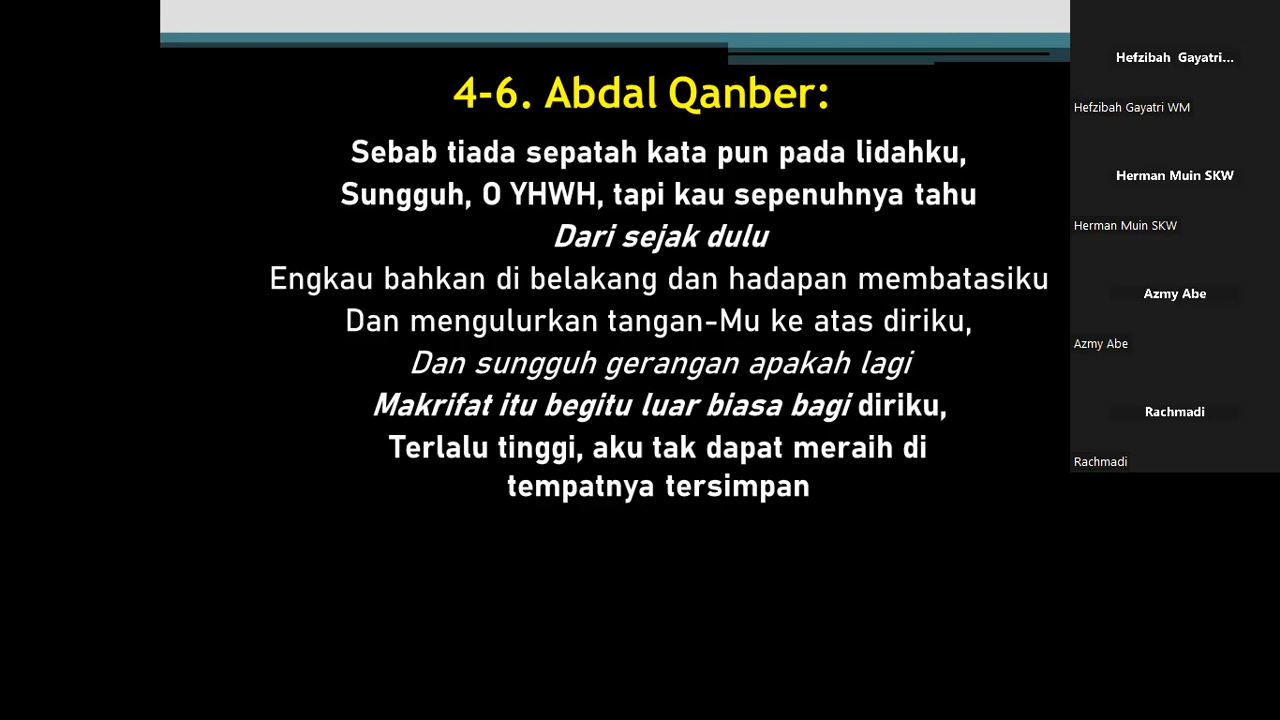 4-6. Abdal Qanber:
Sebab tiada sepatah kata pun pada lidahku,
Sungguh, O YHWH, tapi kau sepenuhnya tahu
Dari sejak dulu
Engkau bahkan di belakang dan hadapan membatasiku
Dan mengulurkan tangan-Mu ke atas diriku,
Dan sungguh gerangan apakah lagi
Makrifat itu begitu luar biasa bagi diriku,
Terlalu tinggi, aku tak dapat meraih di
tempatnya tersimpan
Hefzibah Gayatri...
Hefzibah Gayatri WM
Herman Muin SKW
Herman Muin SKW
Azmy Abe
Azmy Abe
Rachmadi
Rachmadi